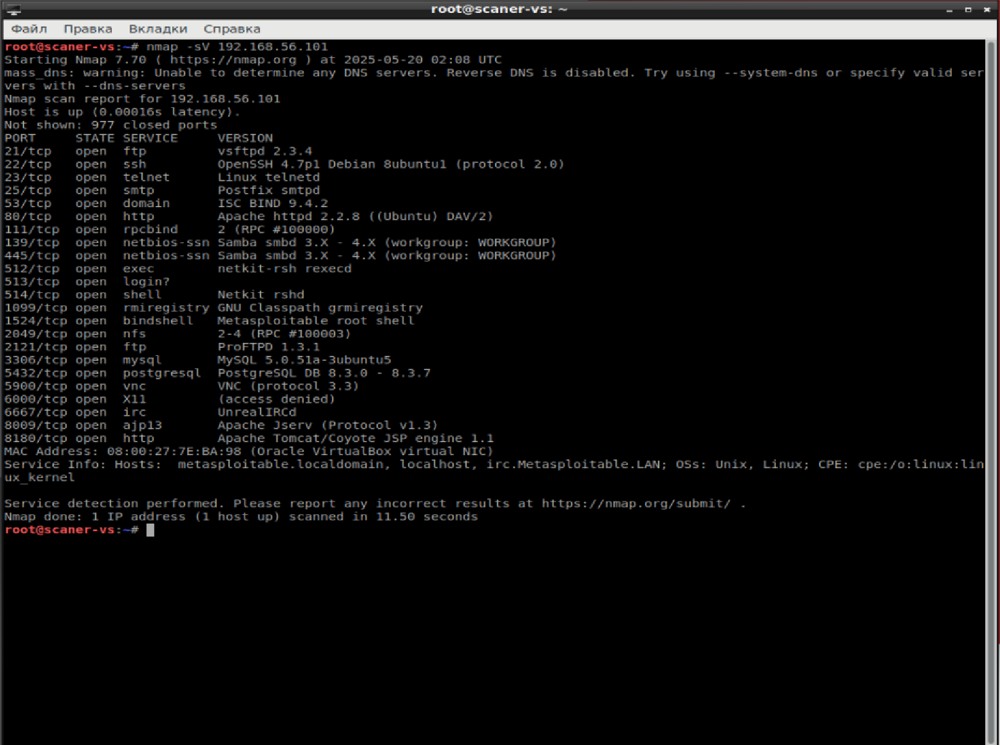 root@scaner-vs: ~
Файл Правка Вкладки Справка
root@scaner-vs:~# nmap -sV 192.168.56.101
Starting Nmap 7.70 ( https://nmap.org ) at 2025-05-20 02:08 UTC
mass_dns: warning: Unable to determine any DNS servers. Reverse DNS is disabled. Try using --system-dns or specify valid ser
vers with --dns-servers
Nmap scan report for 192.168.56.101
Host is up (0.00016s latency).
Not shown: 977 closed ports
PORT     STATE SERVICE     VERSION
21/tcp   open  ftp         vsftpd 2.3.4
22/tcp   open  ssh         OpenSSH 4.7p1 Debian 8ubuntu1 (protocol 2.0)
23/tcp   open  telnet      Linux telnetd
25/tcp   open  smtp        Postfix smtpd
53/tcp   open  domain      ISC BIND 9.4.2
80/tcp   open  http        Apache httpd 2.2.8 ((Ubuntu) DAV/2)
111/tcp  open  rpcbind     2 (RPC #100000)
139/tcp  open  netbios-ssn Samba smbd 3.X - 4.X (workgroup: WORKGROUP)
445/tcp  open  netbios-ssn Samba smbd 3.X - 4.X (workgroup: WORKGROUP)
512/tcp  open  exec        netkit-rsh rexecd
513/tcp  open  login?
514/tcp  open  shell       Netkit rshd
1099/tcp open  rmiregistry GNU Classpath grmiregistry
1524/tcp open  bindshell   Metasploitable root shell
2049/tcp open  nfs         2-4 (RPC #100003)
2121/tcp open  ftp         ProFTPD 1.3.1
3306/tcp open  mysql       MySQL 5.0.51a-3ubuntu5
5432/tcp open  postgresql  PostgreSQL DB 8.3.0 - 8.3.7
5900/tcp open  vnc         VNC (protocol 3.3)
6000/tcp open  X11         (access denied)
6667/tcp open  irc         UnrealIRCd
8009/tcp open  ajp13       Apache Jserv (Protocol v1.3)
8180/tcp open  http        Apache Tomcat/Coyote JSP engine 1.1
MAC Address: 08:00:27:7E:BA:98 (Oracle VirtualBox virtual NIC)
Service Info: Hosts:  metasploitable.localdomain, localhost, irc.Metasploitable.LAN; OSs: Unix, Linux; CPE: cpe:/o:linux:lin
ux_kernel
Service detection performed. Please report any incorrect results at https://nmap.org/submit/ .
Nmap done: 1 IP address (1 host up) scanned in 11.50 seconds
root@scaner-vs:~#